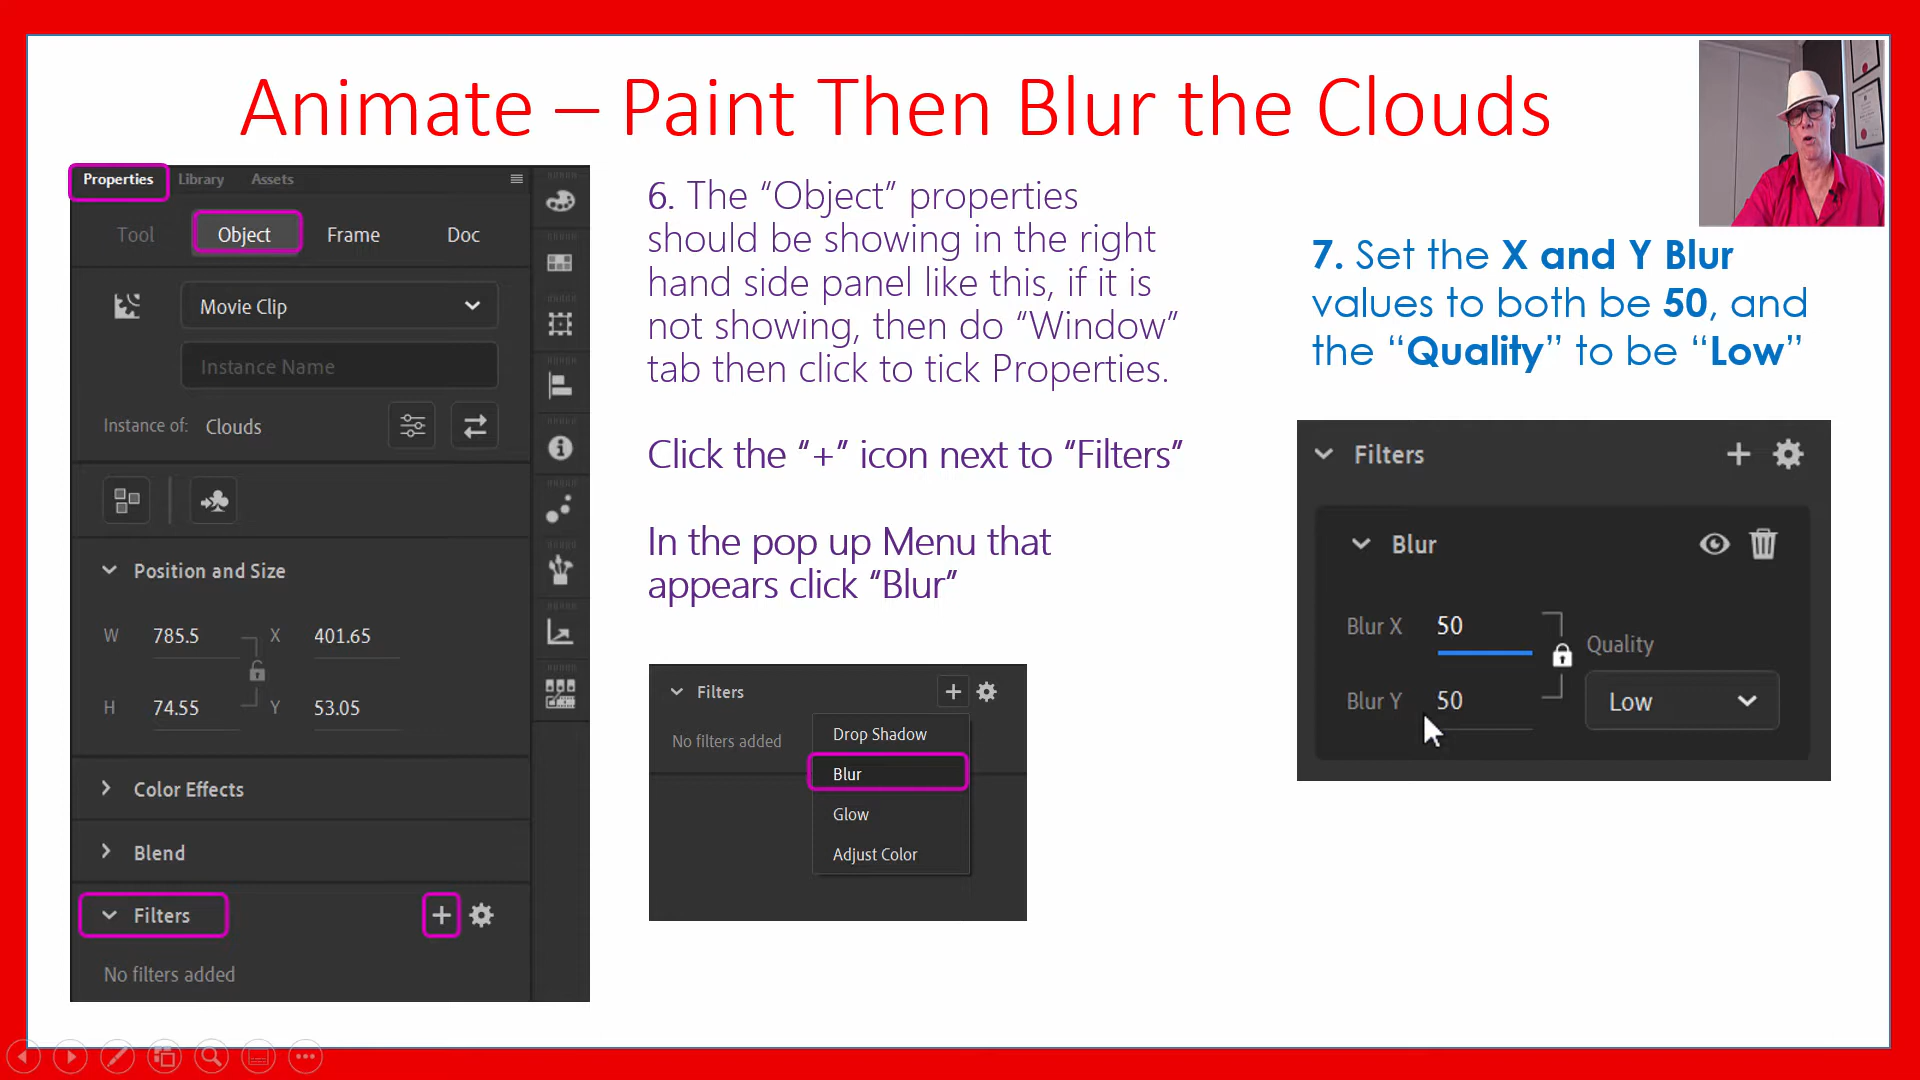 Animate – Paint Then Blur the Clouds
Properties Library Assets
Tool Object Frame Doc
Movie Clip
Instance Name
Instance of: Clouds
Position and Size
W 785.5 X 401.65
H 74.55 Y 53.05
Color Effects
Blend
Filters
No filters added
6. The “Object” properties
should be showing in the right
hand side panel like this, if it is
not showing, then do “Window”
tab then click to tick Properties.
Click the “+” icon next to “Filters”
In the pop up Menu that
appears click “Blur”
Filters
No filters added
Drop Shadow
Blur
Glow
Adjust Color
7. Set the X and Y Blur
values to both be 50, and
the “Quality” to be “Low”
Filters
Blur
Blur X 50
Quality
Blur Y 50
Low